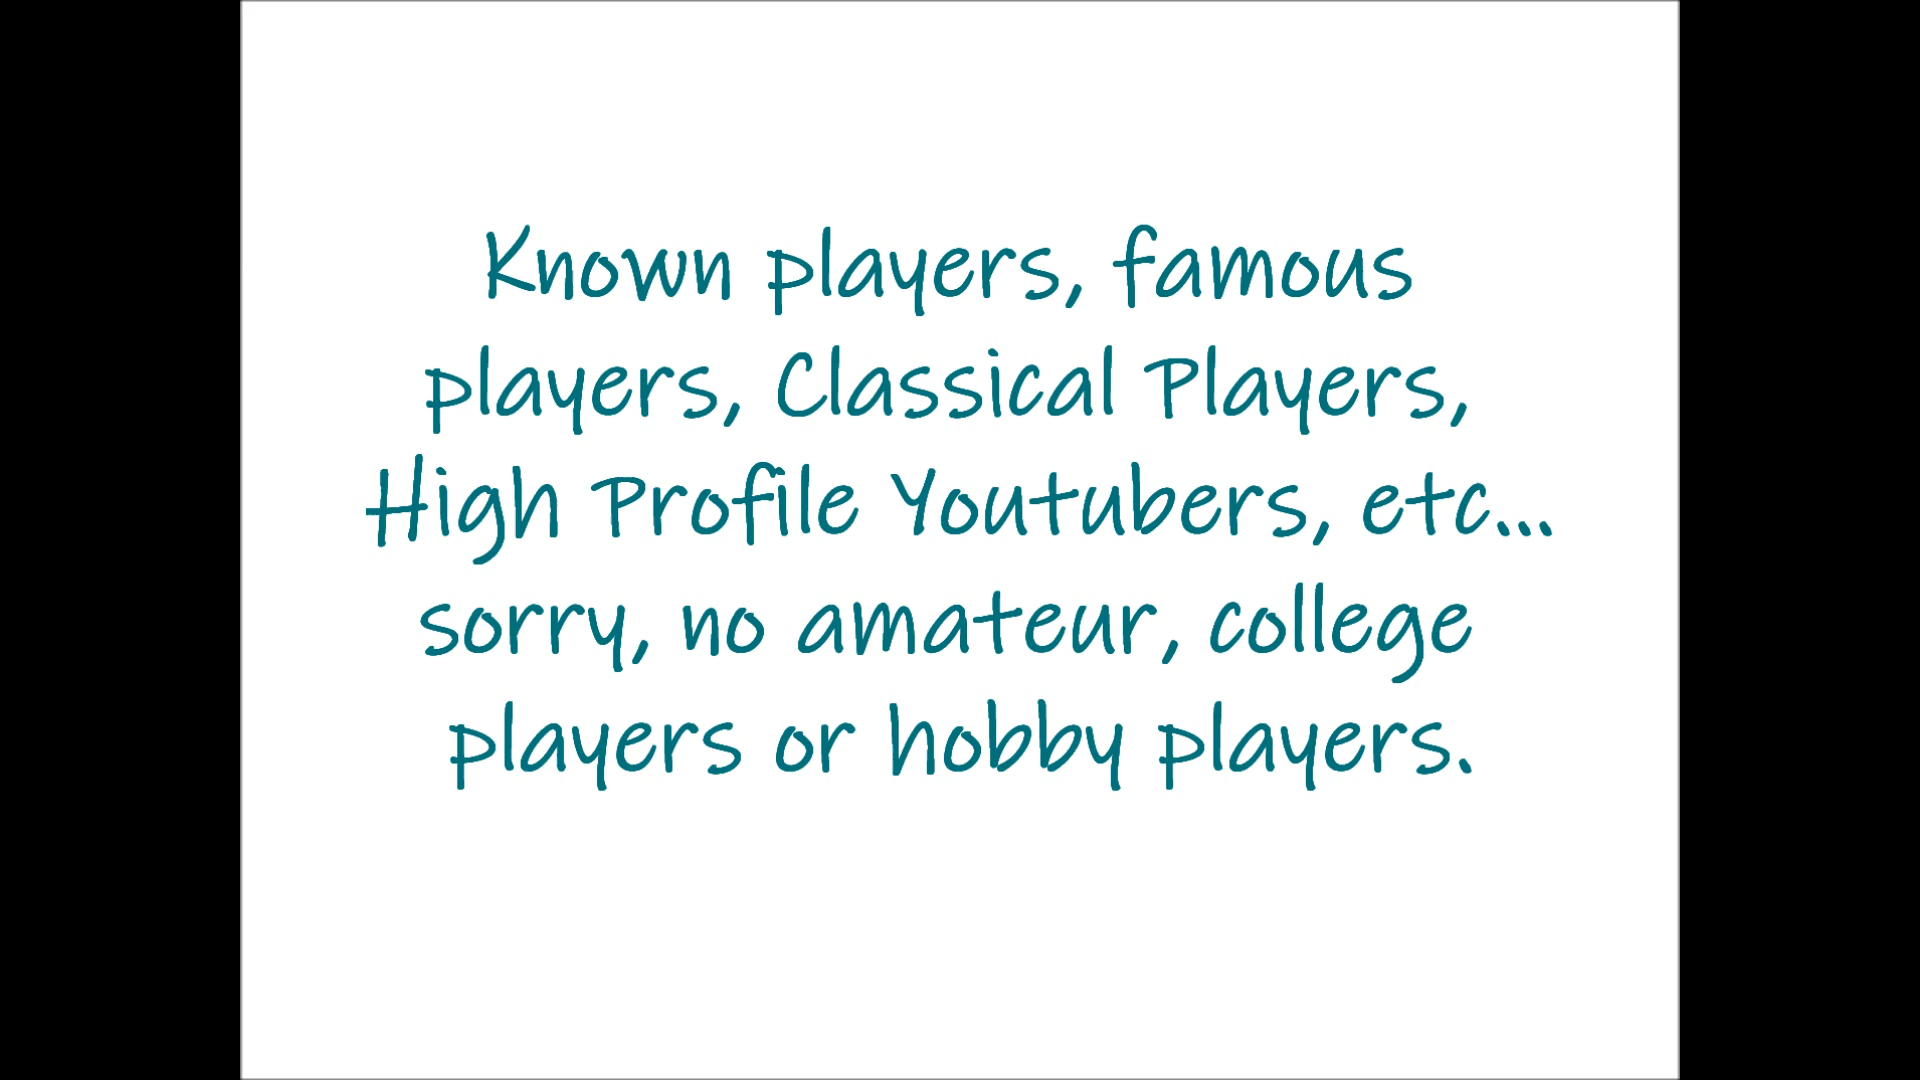 Known players, famous
players, Classical Players,
High Profile Youtubers, etc...
sorry, no amateur, college
players or hobby players.